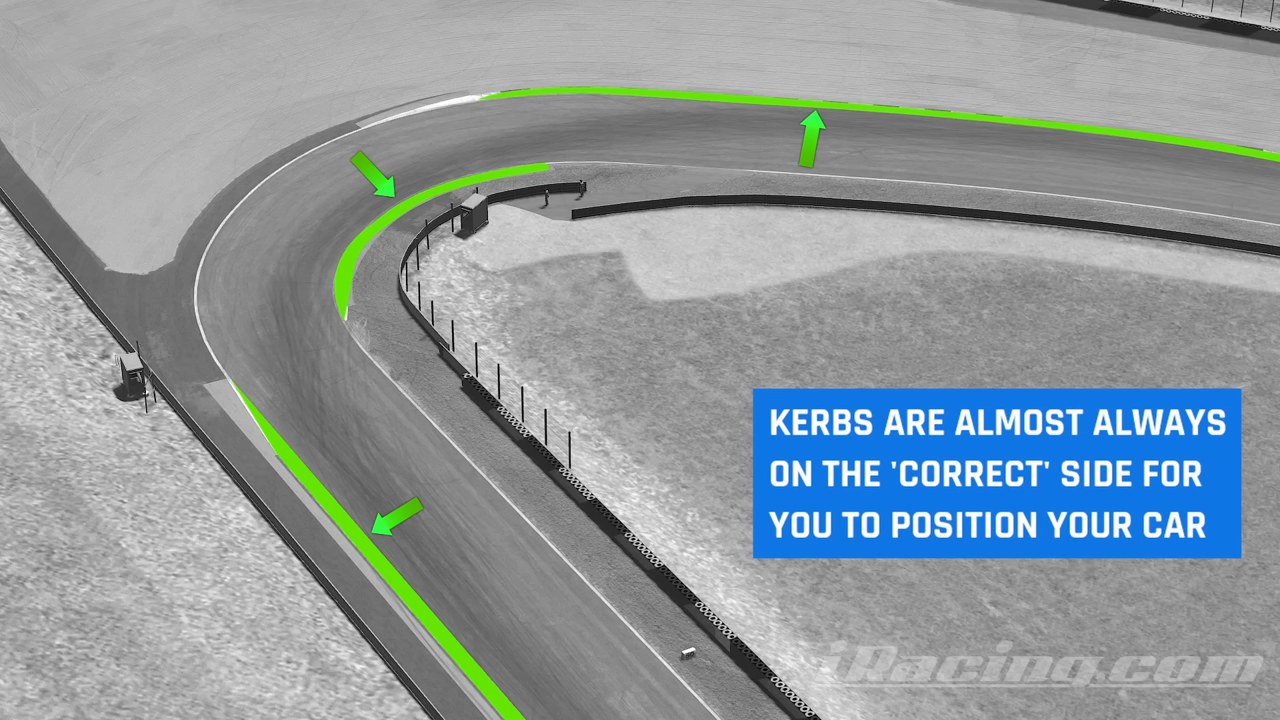 KERBS ARE ALMOST ALWAYS
ON THE 'CORRECT' SIDE FOR
YOU TO POSITION YOUR CAR
iRacing.com